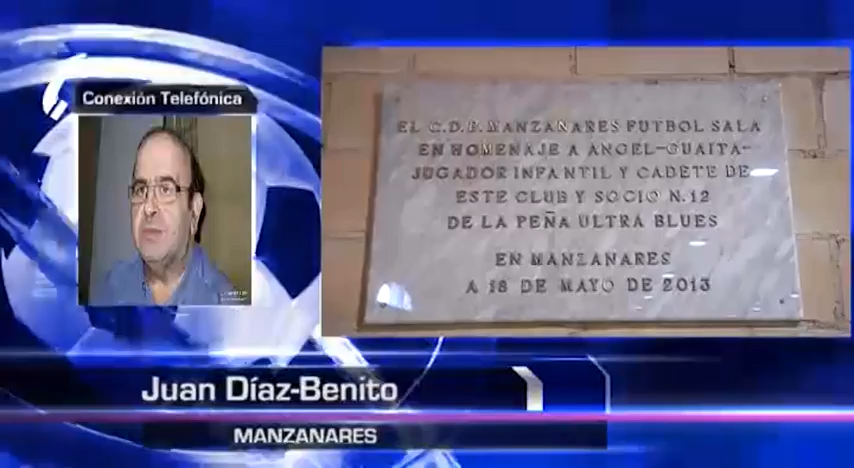 Conexión Telefónica
EL C.D.E. MANZANARES FUTBOL SALA
EN HOMENAJE A ANGEL-GUAITA-
JUGADOR INFANTIL Y CADETE DE
ESTE CLUB Y SOCIO N.12
DE LA PEÑA ULTRA BLUES
EN MANZANARES
A 18 DE MAYO DE 2013
Juan Díaz-Benito
MANZANARES